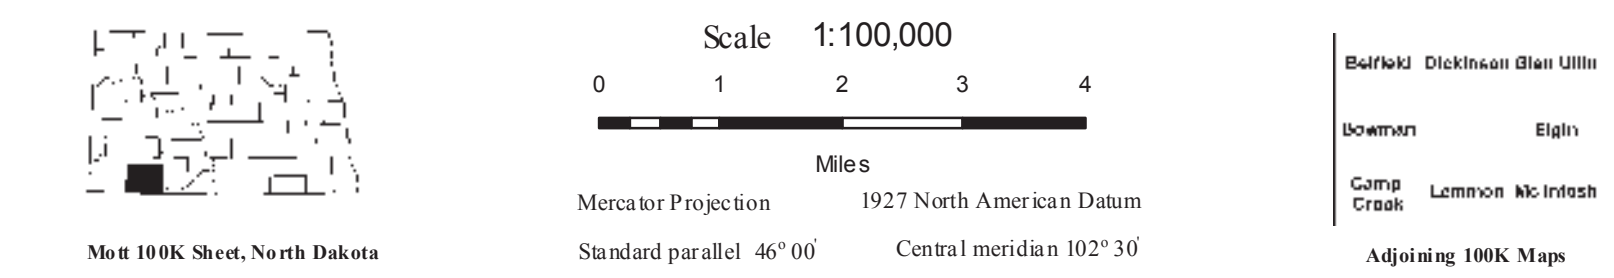 Mott 100K Sheet, North Dakota
Scale 1:100,000
0 1 2 3 4
Miles
Mercator Projection 1927 North American Datum
Standard parallel 46° 00' Central meridian 102° 30'
Belfield Dickinson Glen Ullin
Bowman Elgin
Camp Lemmon Mc Intosh
Crook
Adjoining 100K Maps